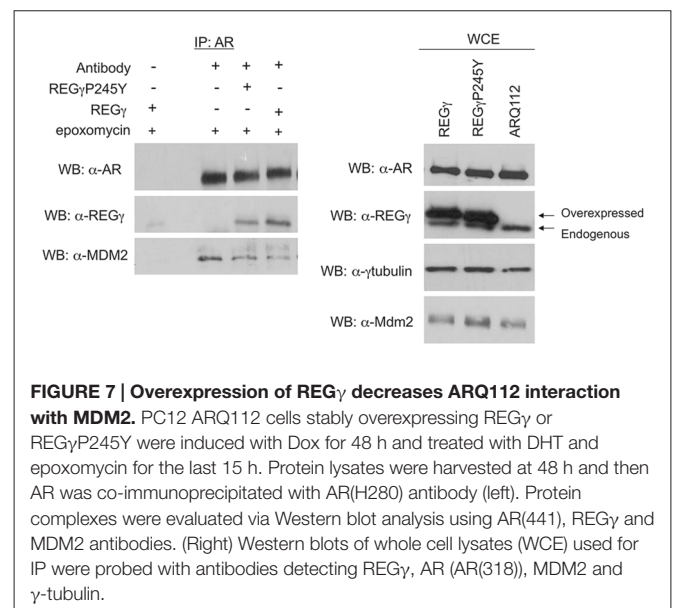 IP: AR
Antibody - + + +
REGγP245Y - - + -
REGγ + - - +
epoxomycin + + + +
WB: α-AR
WB: α-REGγ
WB: α-MDM2
WCE
REGγ
REGγP245Y
ARQ112
WB: α-AR
WB: α-REGγ
Overexpressed
Endogenous
WB: α-γtubulin
WB: α-Mdm2
FIGURE 7 | Overexpression of REGγ decreases ARQ112 interaction
with MDM2. PC12 ARQ112 cells stably overexpressing REGγ or
REGγP245Y were induced with Dox for 48 h and treated with DHT and
epoxomycin for the last 15 h. Protein lysates were harvested at 48 h and then
AR was co-immunoprecipitated with AR(H280) antibody (left). Protein
complexes were evaluated via Western blot analysis using AR(441), REGγ and
MDM2 antibodies. (Right) Western blots of whole cell lysates (WCE) used for
IP were probed with antibodies detecting REGγ, AR (AR(318)), MDM2 and
γ-tubulin.